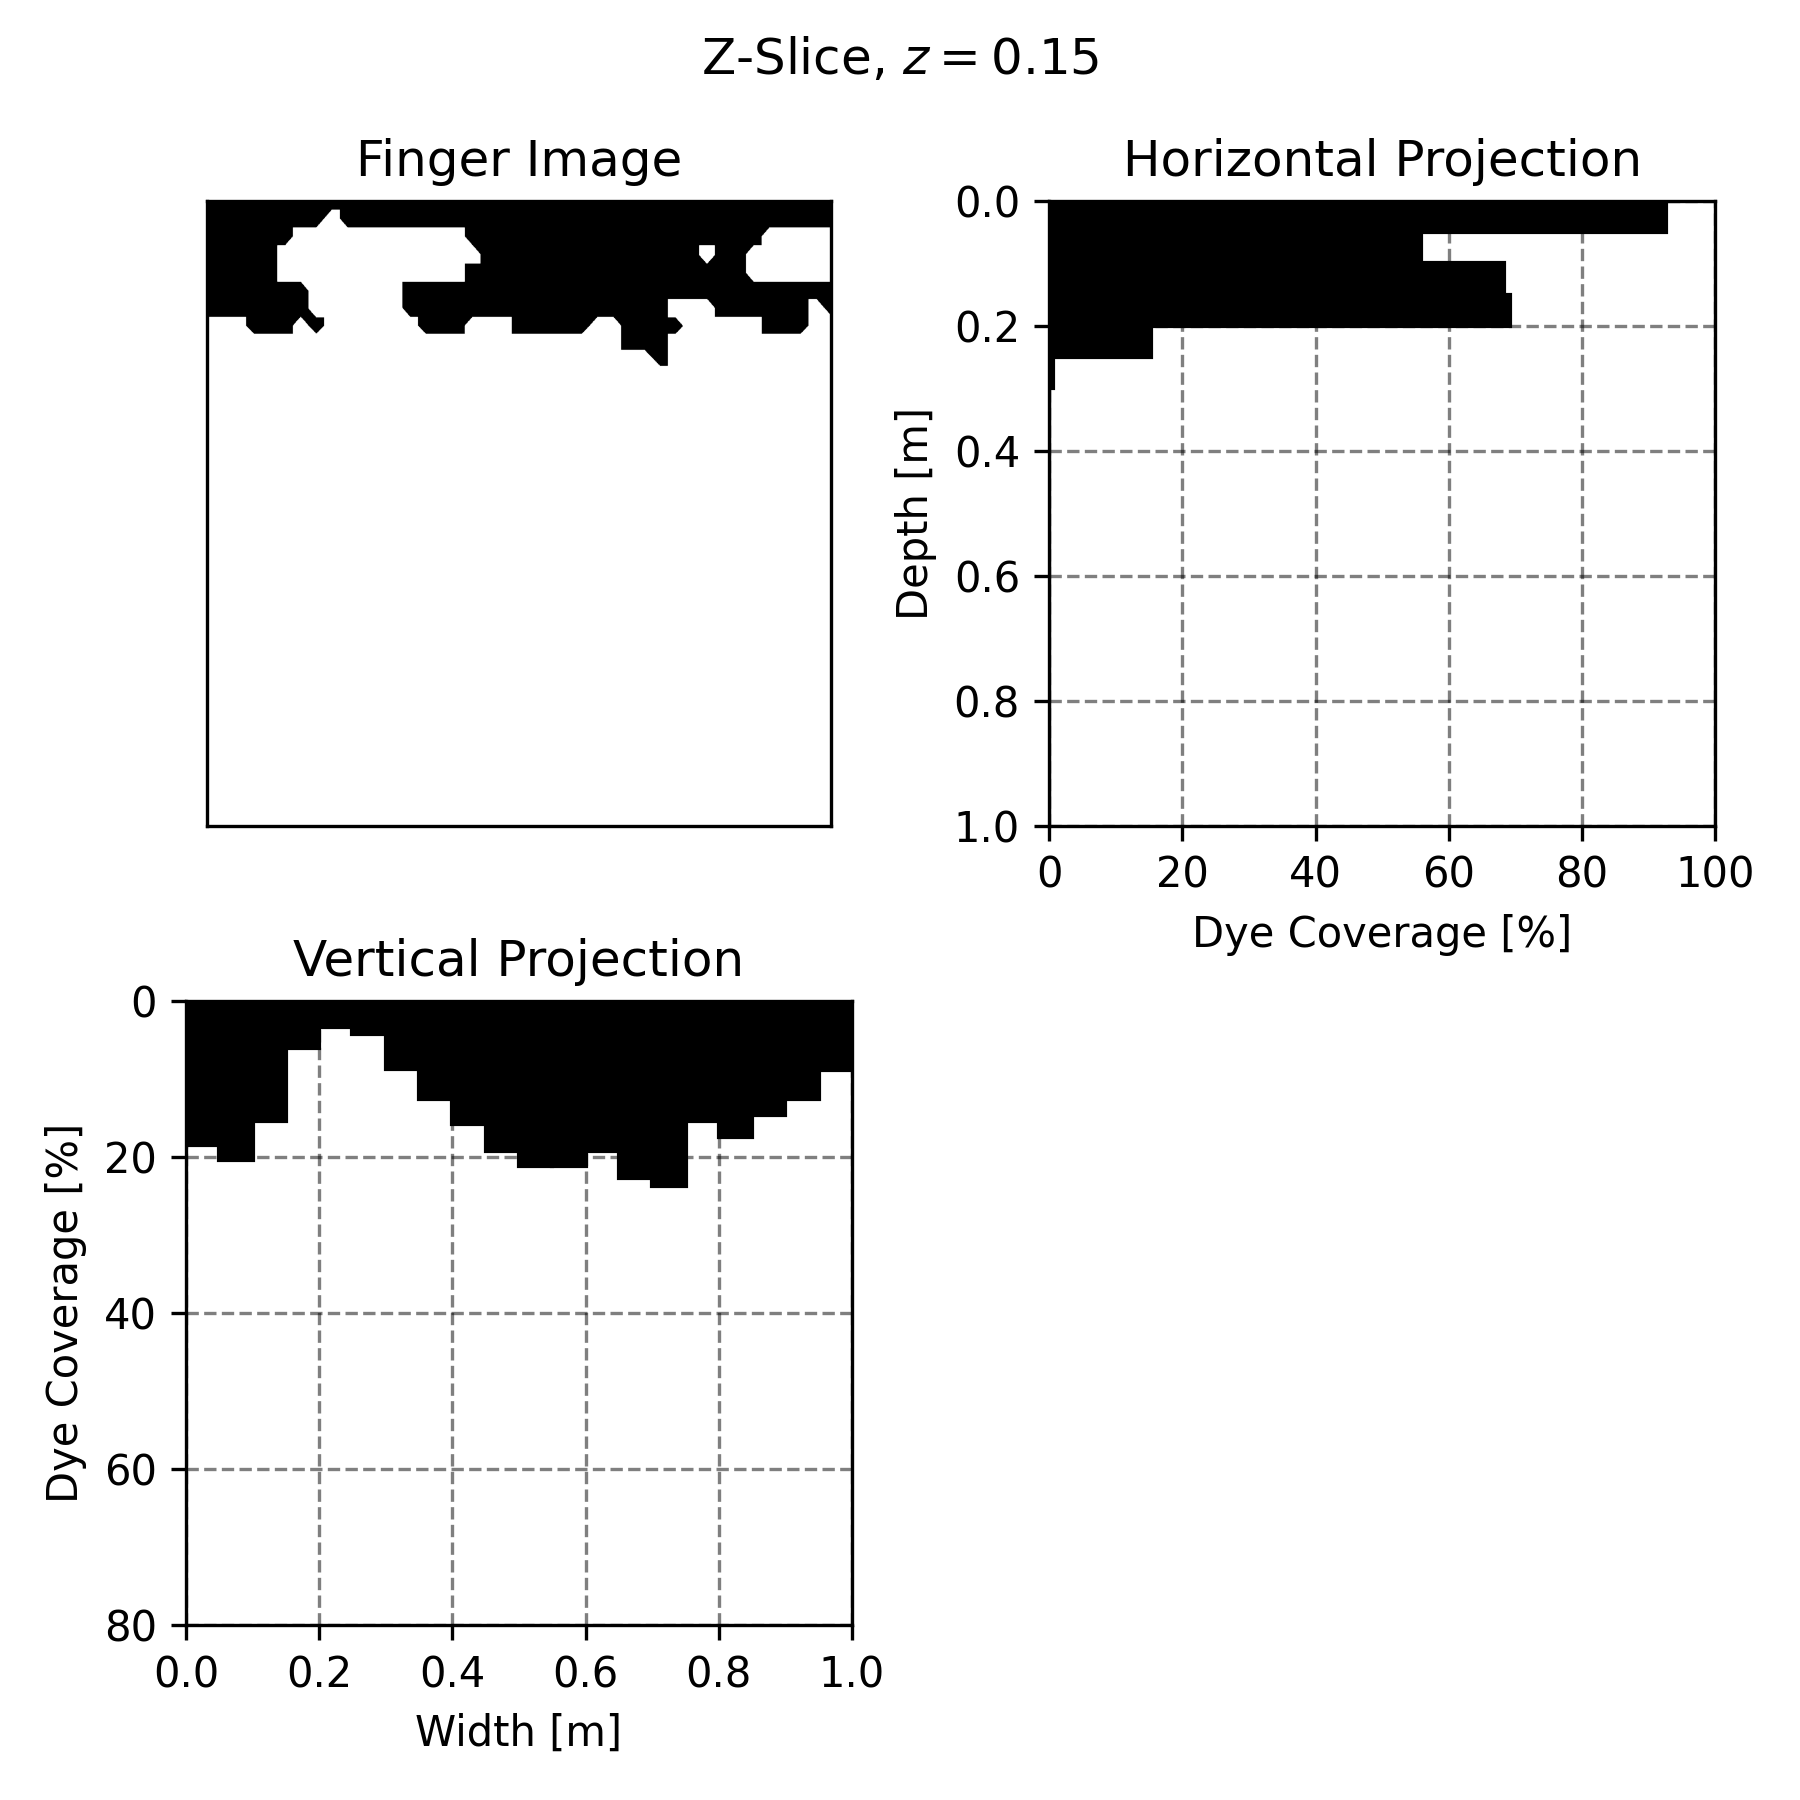 Z-Slice, z = 0.15
Finger Image
Horizontal Projection
0.0
0.2
0.4
0.6
0.8
1.0
Depth [m]
0 20 40 60 80 100
Dye Coverage [%]
Vertical Projection
0
20
40
60
80
Dye Coverage [%]
0.0 0.2 0.4 0.6 0.8 1.0
Width [m]